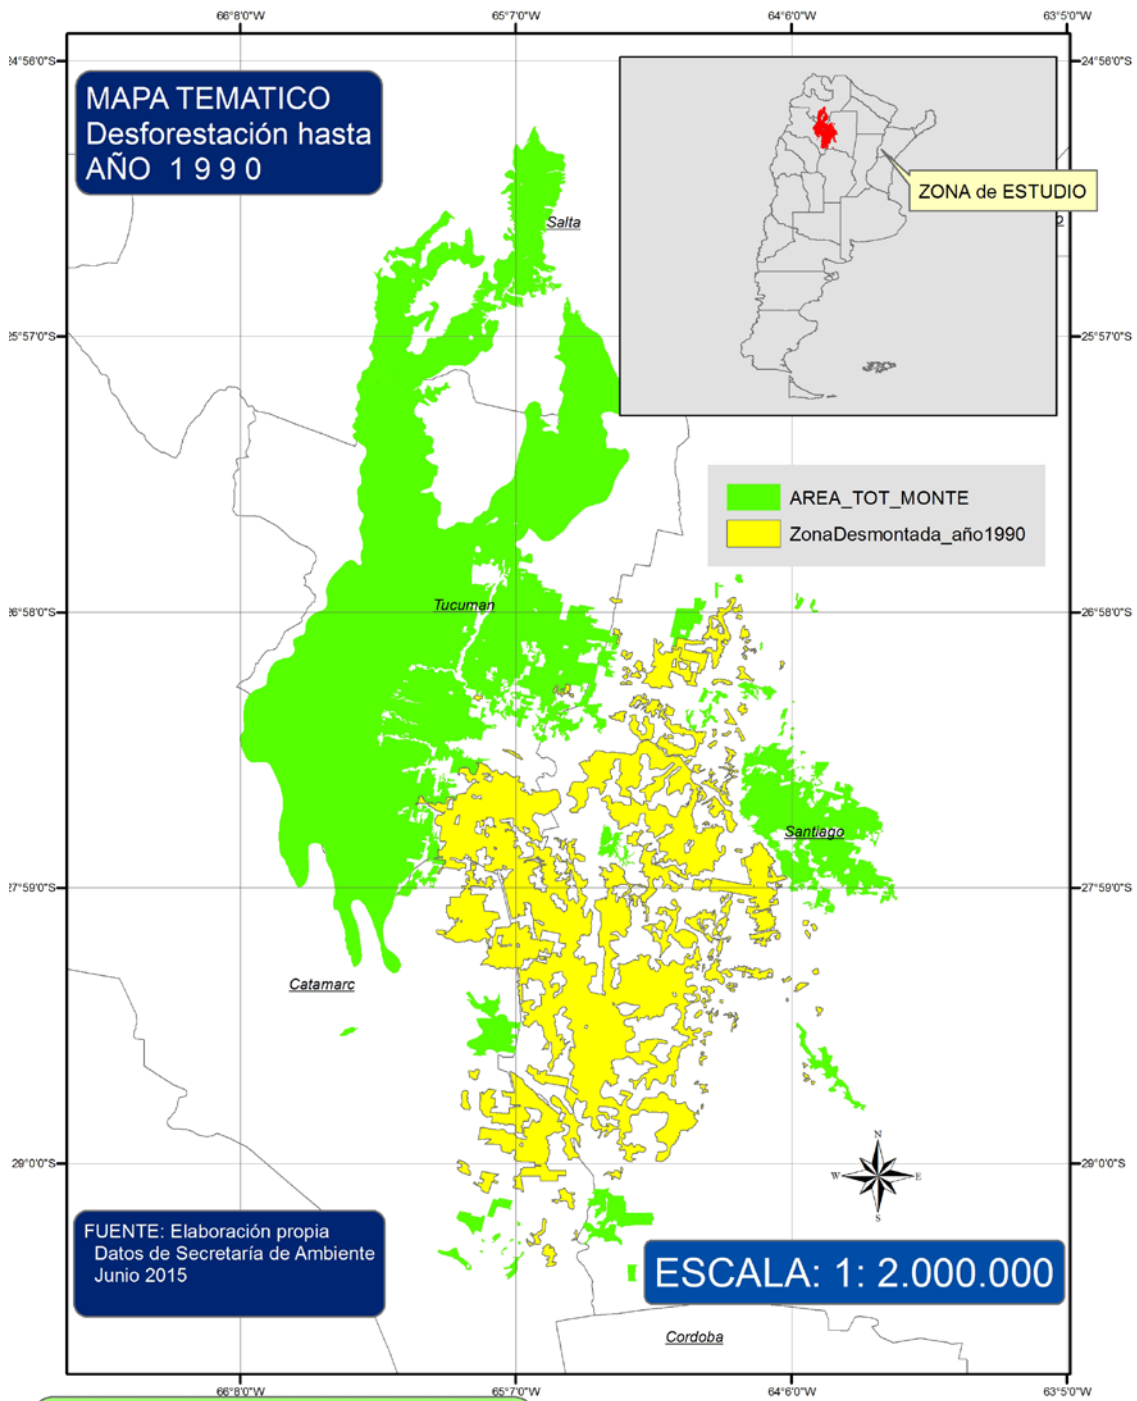 66°8'0"W
65°7'0"W
64°6'0"W
63°5'0"W
24°56'0"S
24°56'0"S
MAPA TEMATICO
Desforestación hasta
AÑO 1 9 9 0
ZONA de ESTUDIO
Salta
25°57'0"S
25°57'0"S
AREA_TOT_MONTE
ZonaDesmontada_año1990
Tucuman
26°58'0"S
26°58'0"S
Santiago
27°59'0"S
27°59'0"S
Catamarc
N
W
E
S
29°0'0"S
29°0'0"S
FUENTE: Elaboración propia
Datos de Secretaría de Ambiente
Junio 2015
ESCALA: 1: 2.000.000
Cordoba
66°8'0"W
65°7'0"W
64°6'0"W
63°5'0"W